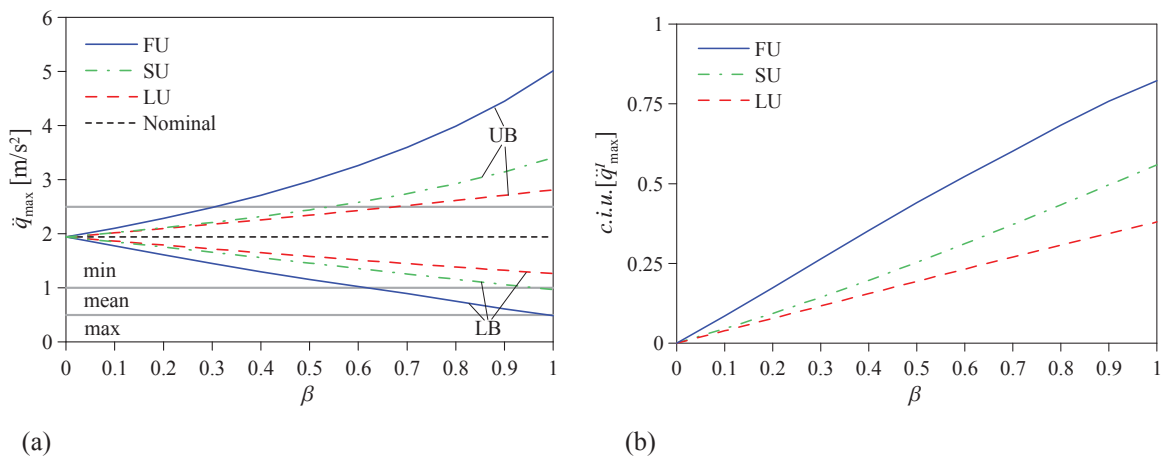 6
5
4
3
2
1
0
q̈max [m/s²]
FU
SU
LU
Nominal
UB
min
mean
max
LB
0 0.1 0.2 0.3 0.4 0.5 0.6 0.7 0.8 0.9 1
β
(a)
1
0.75
0.5
0.25
0
c.i.u.[q̈ᴵmax]
FU
SU
LU
0 0.1 0.2 0.3 0.4 0.5 0.6 0.7 0.8 0.9 1
β
(b)